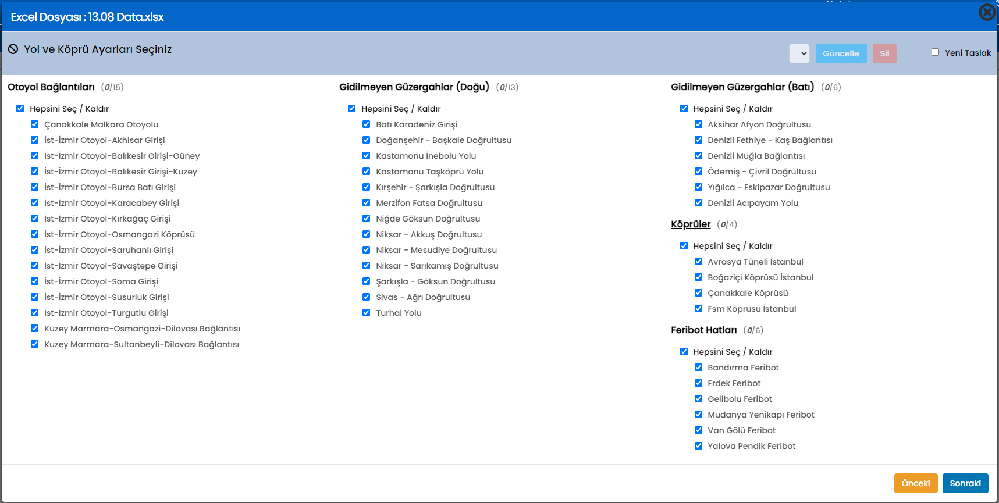 Excel Dosyası : 13.08 Data.xlsx
Yol ve Köprü Ayarları Seçiniz
Güncelle
Sil
Yeni Taslak
Otoyol Bağlantıları (0/15)
Hepsini Seç / Kaldır
Çanakkale Malkara Otoyolu
İst-İzmir Otoyol-Akhisar Girişi
İst-İzmir Otoyol-Balıkesir Girişi-Güney
İst-İzmir Otoyol-Balıkesir Girişi-Kuzey
İst-İzmir Otoyol-Bursa Batı Girişi
İst-İzmir Otoyol-Karacabey Girişi
İst-İzmir Otoyol-Kırkağaç Girişi
İst-İzmir Otoyol-Osmangazi Köprüsü
İst-İzmir Otoyol-Saruhanlı Girişi
İst-İzmir Otoyol-Savaştepe Girişi
İst-İzmir Otoyol-Soma Girişi
İst-İzmir Otoyol-Susurluk Girişi
İst-İzmir Otoyol-Turgutlu Girişi
Kuzey Marmara-Osmangazi-Dilovası Bağlantısı
Kuzey Marmara-Sultanbeyli-Dilovası Bağlantısı
Gidilmeyen Güzergahlar (Doğu) (0/13)
Hepsini Seç / Kaldır
Batı Karadeniz Girişi
Doğanşehir - Başkale Doğrultusu
Kastamonu İnebolu Yolu
Kastamonu Taşköprü Yolu
Kırşehir - Şarkışla Doğrultusu
Merzifon Fatsa Doğrultusu
Niğde Göksun Doğrultusu
Niksar - Akkuş Doğrultusu
Niksar - Mesudiye Doğrultusu
Niksar - Sarıkamış Doğrultusu
Şarkışla - Göksun Doğrultusu
Sivas - Ağrı Doğrultusu
Turhal Yolu
Gidilmeyen Güzergahlar (Batı) (0/6)
Hepsini Seç / Kaldır
Aksihar Afyon Doğrultusu
Denizli Fethiye - Kaş Bağlantısı
Denizli Muğla Bağlantısı
Ödemiş - Çivril Doğrultusu
Yığılca - Eskipazar Doğrultusu
Denizli Acıpayam Yolu
Köprüler (0/4)
Hepsini Seç / Kaldır
Avrasya Tüneli İstanbul
Boğaziçi Köprüsü İstanbul
Çanakkale Köprüsü
Fsm Köprüsü İstanbul
Feribot Hatları (0/6)
Hepsini Seç / Kaldır
Bandırma Feribot
Erdek Feribot
Gelibolu Feribot
Mudanya Yenikapı Feribot
Van Gölü Feribot
Yalova Pendik Feribot
Önceki
Sonraki